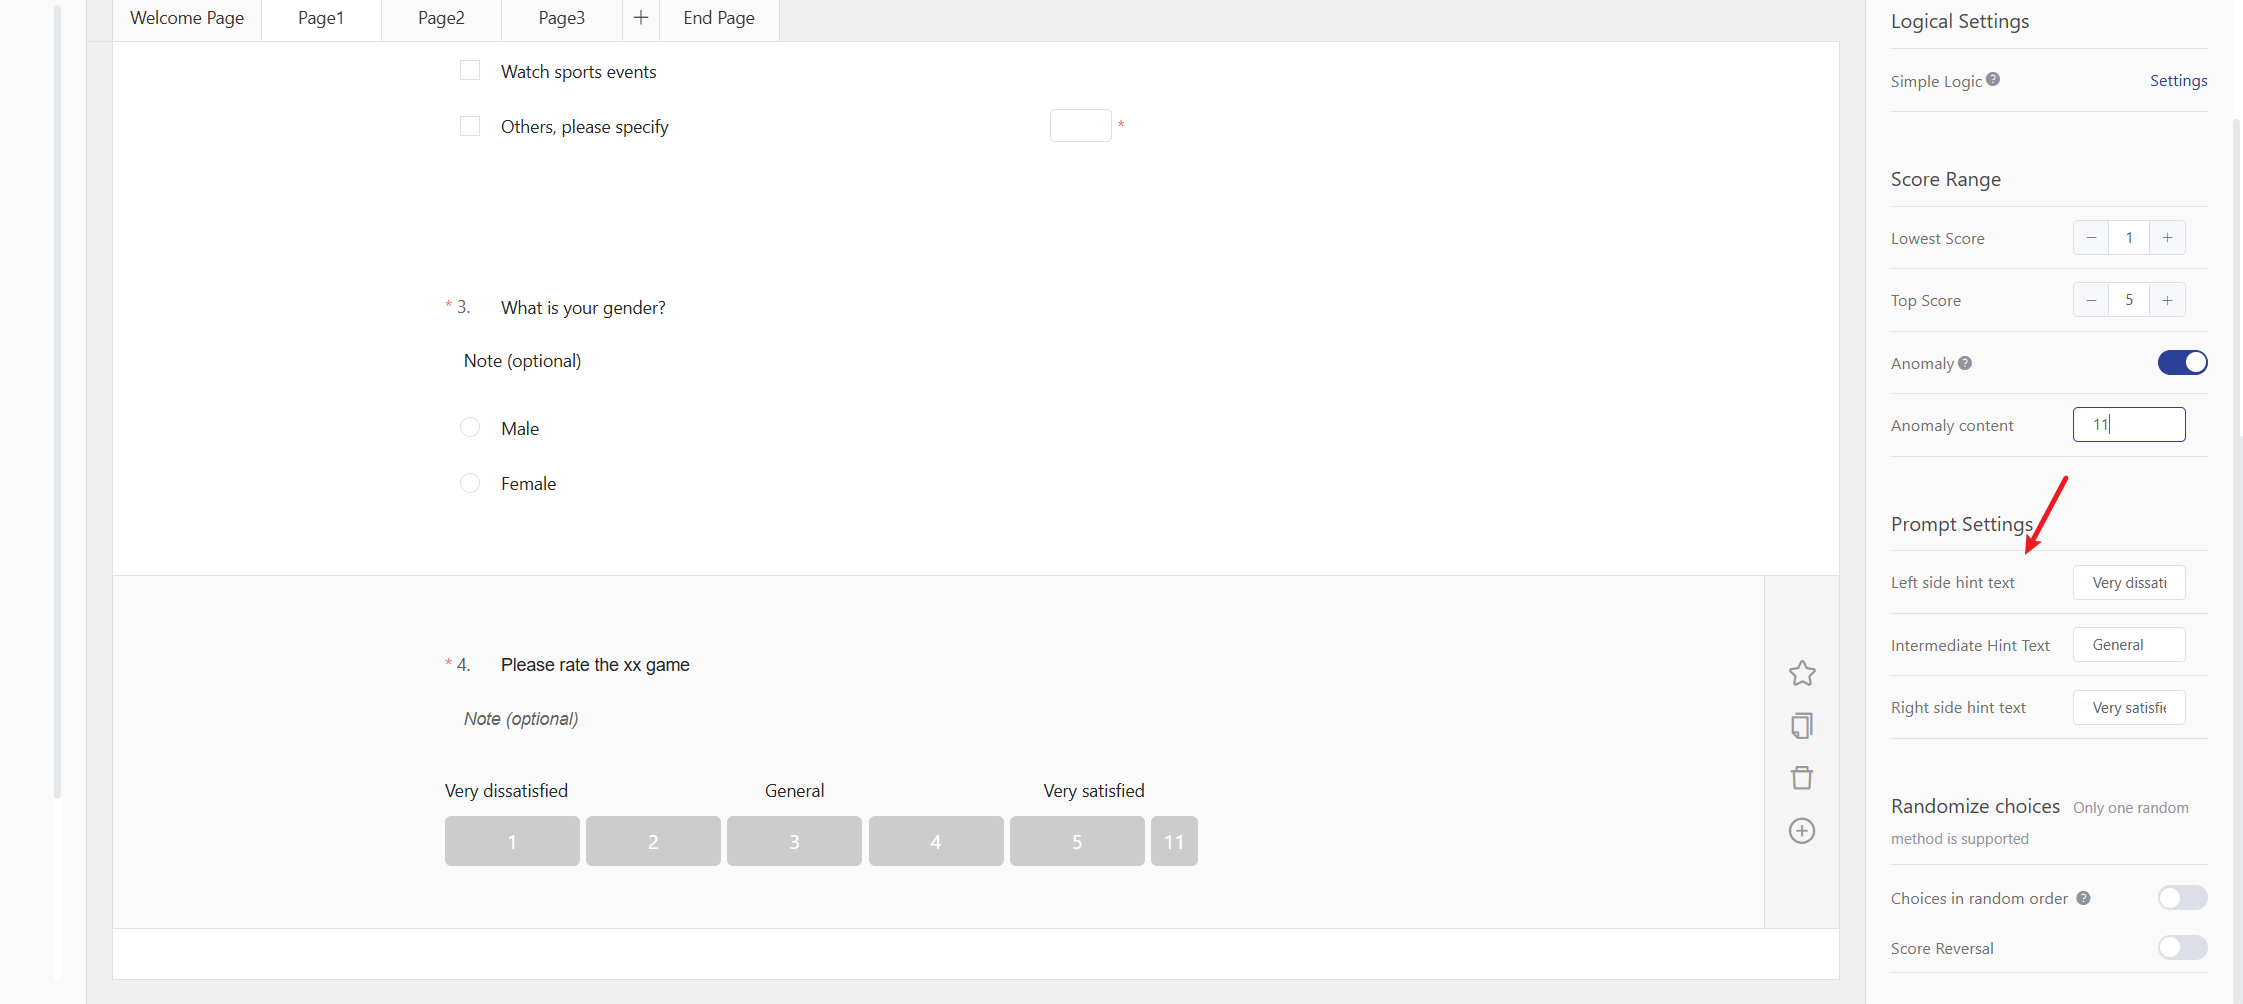 Welcome Page
Page1
Page2
Page3
+
End Page
Watch sports events
Others, please specify *
* 3. What is your gender?
Note (optional)
Male
Female
* 4. Please rate the xx game
Note (optional)
Very dissatisfied General Very satisfied
1 2 3 4 5 11
Logical Settings
Simple Logic ? Settings
Score Range
Lowest Score − 1 +
Top Score − 5 +
Anomaly ?
Anomaly content 11
Prompt Settings
Left side hint text Very dissati
Intermediate Hint Text General
Right side hint text Very satisfie
Randomize choices Only one random
method is supported
Choices in random order ?
Score Reversal